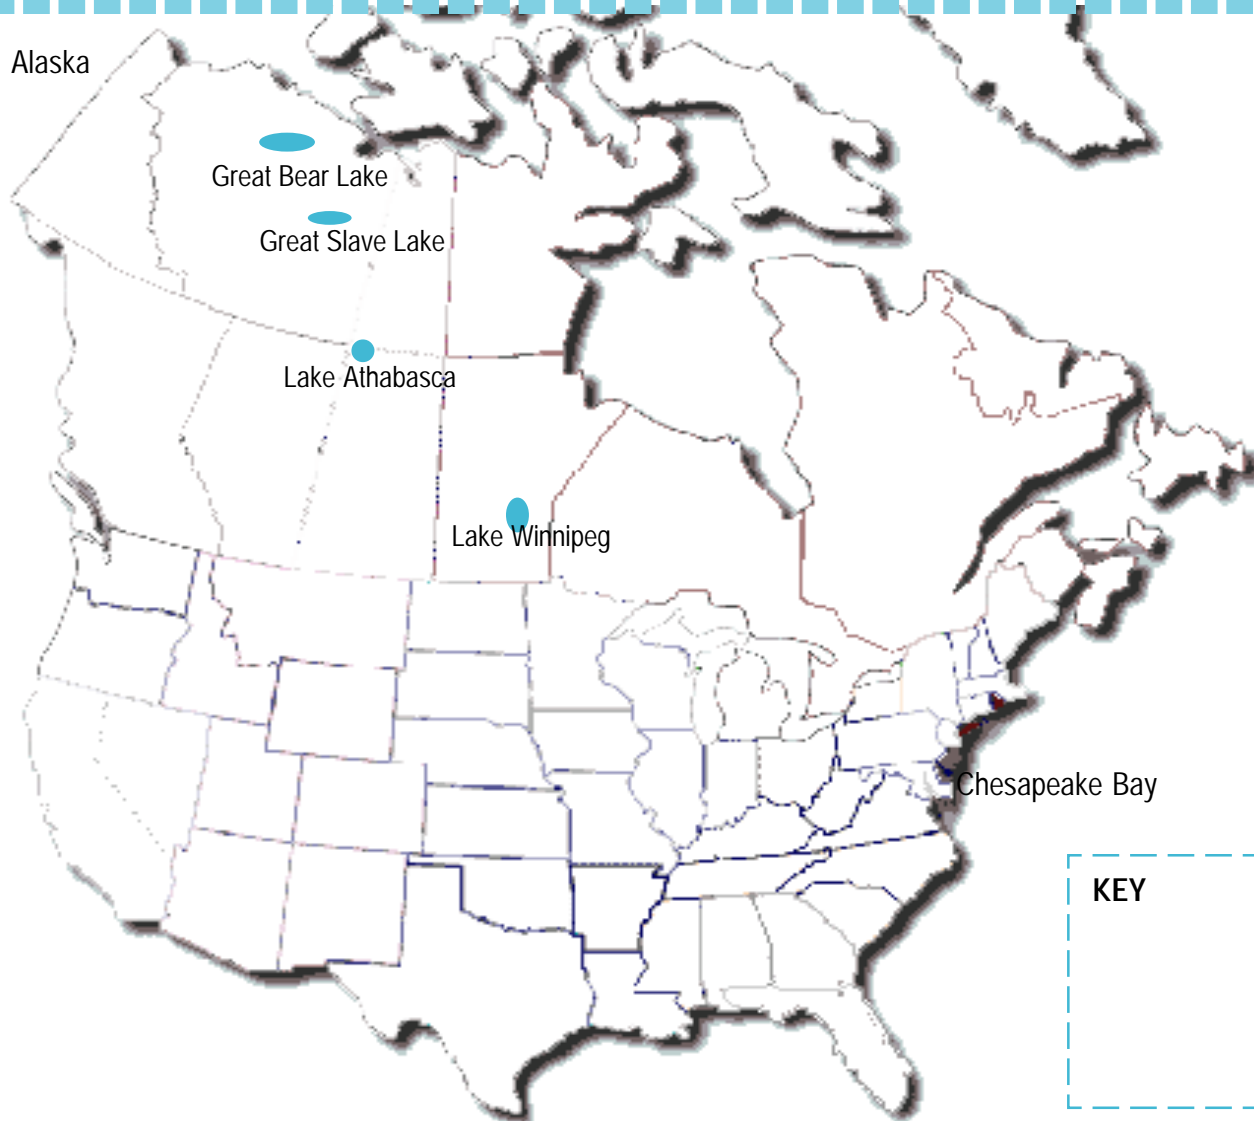 Alaska
Great Bear Lake
Great Slave Lake
Lake Athabasca
Lake Winnipeg
Chesapeake Bay
KEY